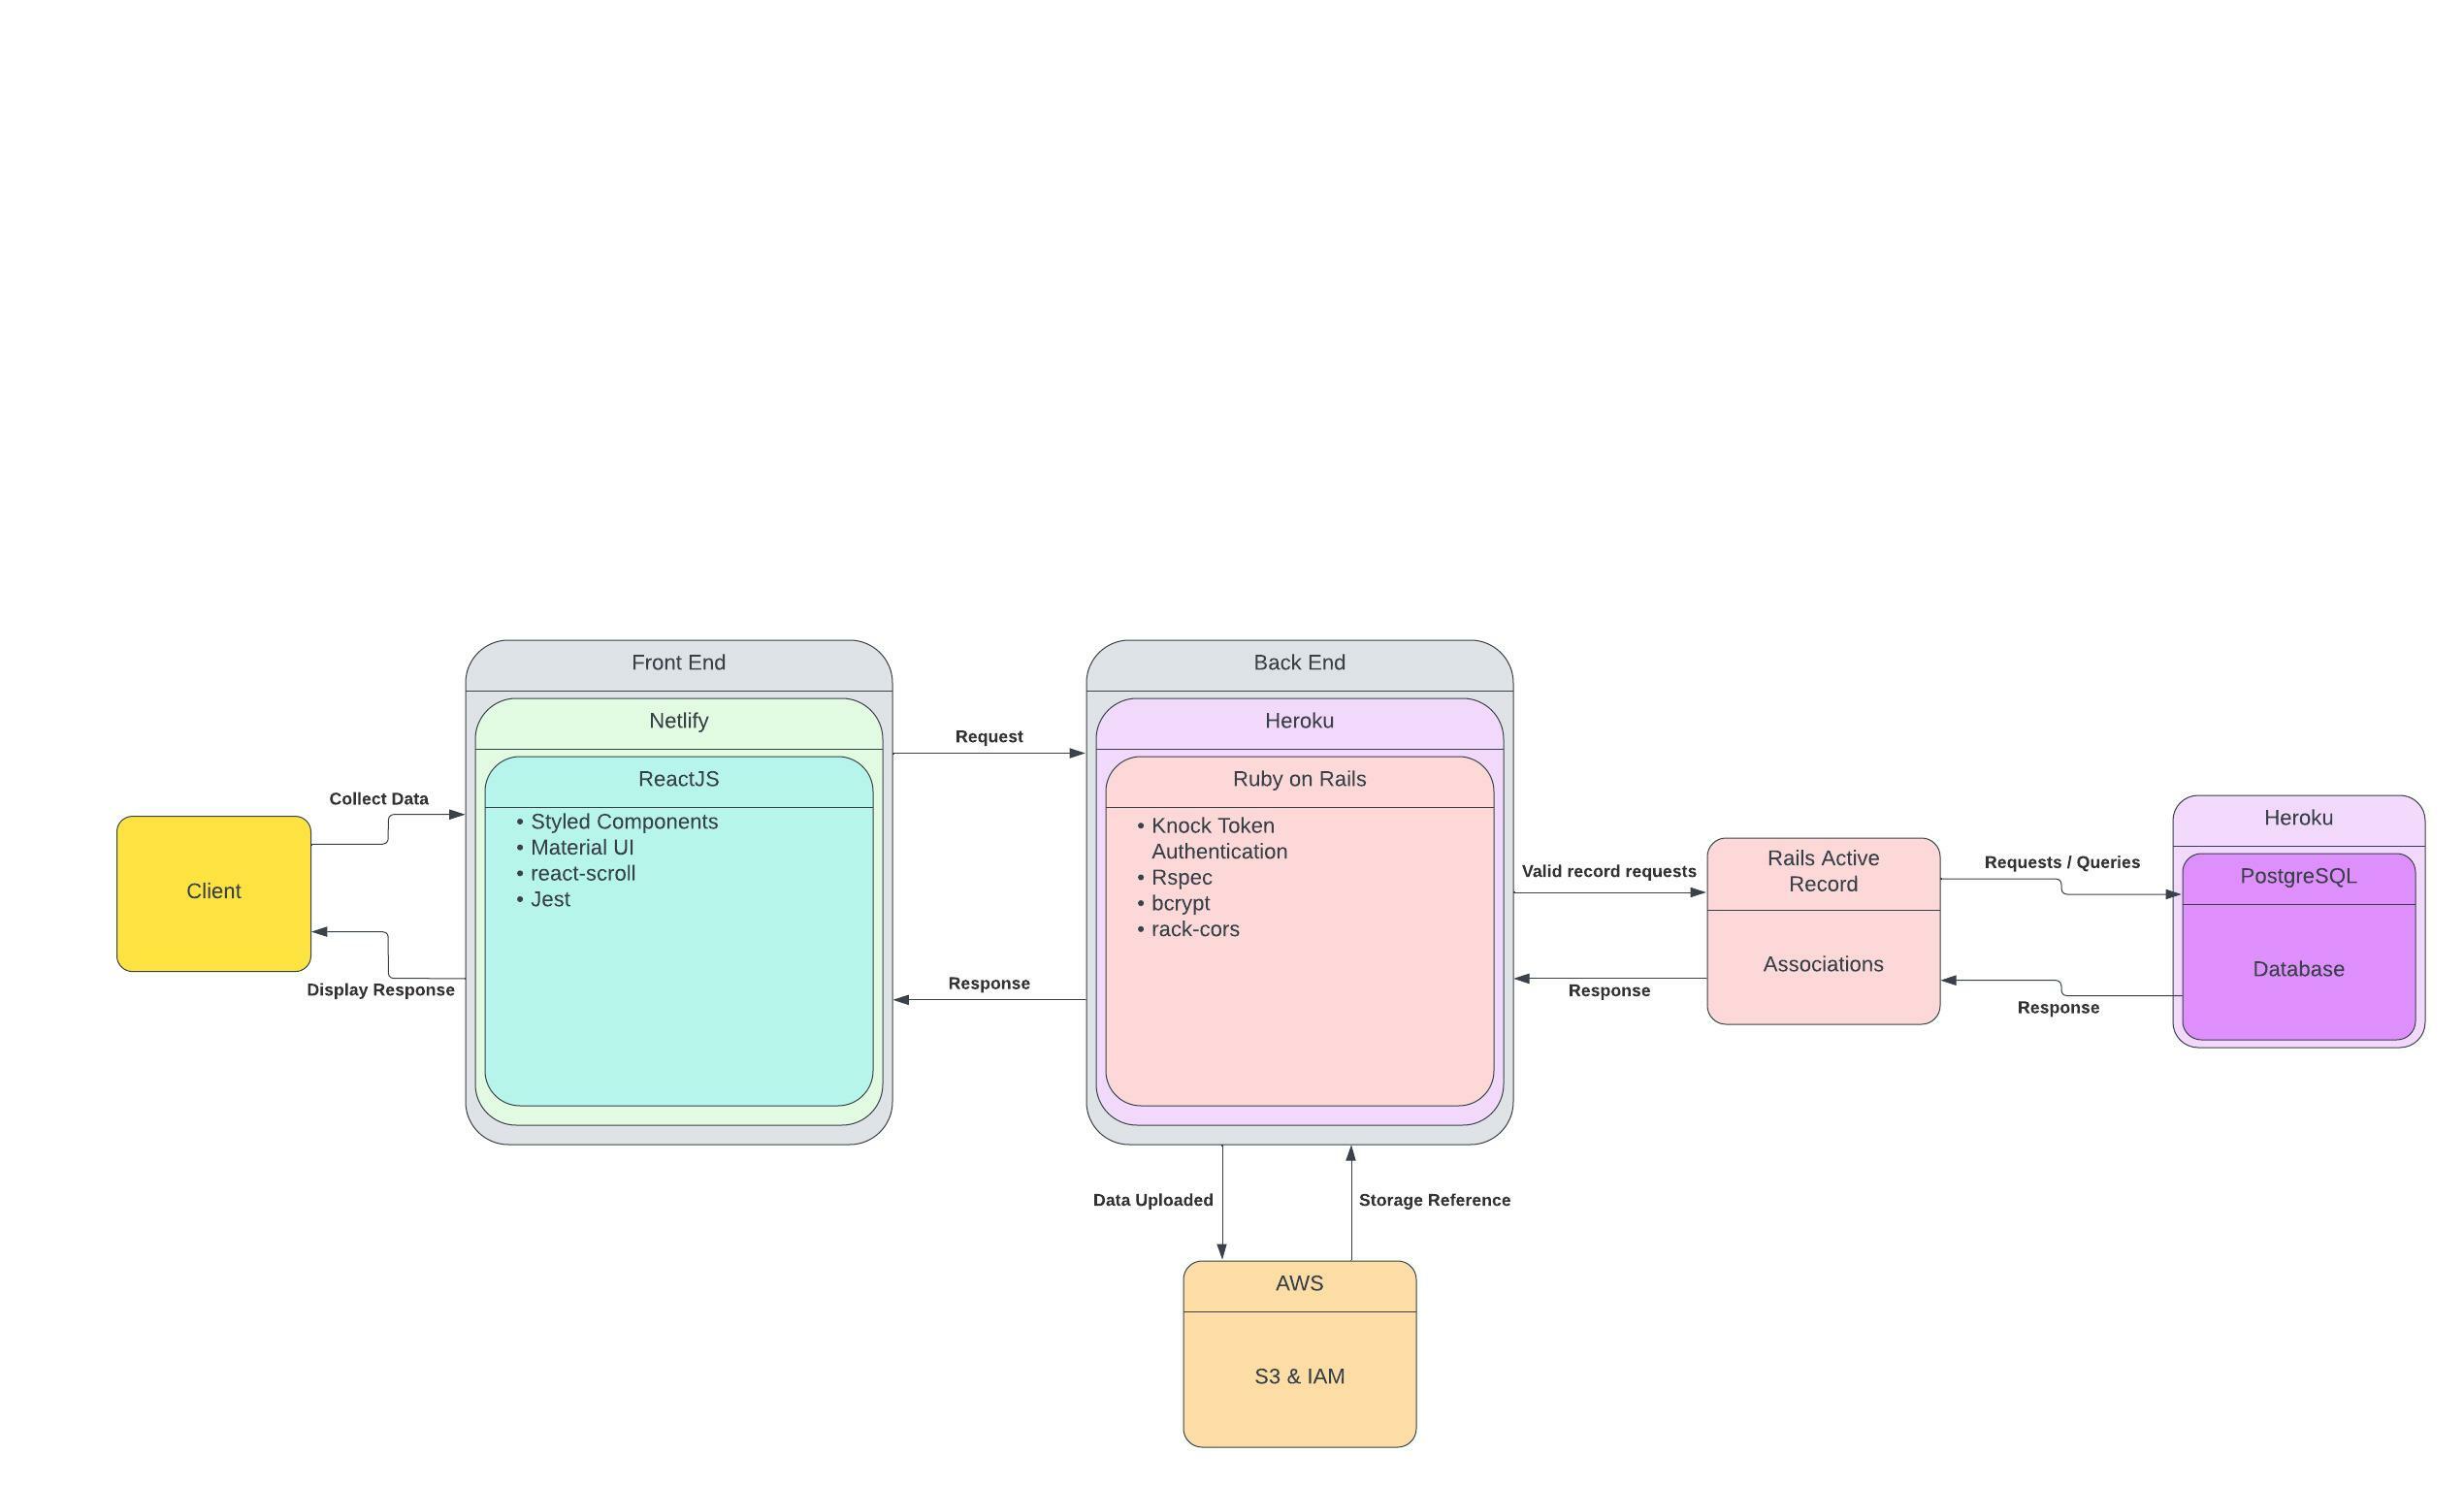 Client
Collect Data
Display Response
Front End
Netlify
ReactJS
• Styled Components
• Material UI
• react-scroll
• Jest
Request
Response
Back End
Heroku
Ruby on Rails
• Knock Token
Authentication
• Rspec
• bcrypt
• rack-cors
Data Uploaded
Storage Reference
AWS
S3 & IAM
Valid record requests
Response
Rails Active
Record
Associations
Requests / Queries
Response
Heroku
PostgreSQL
Database